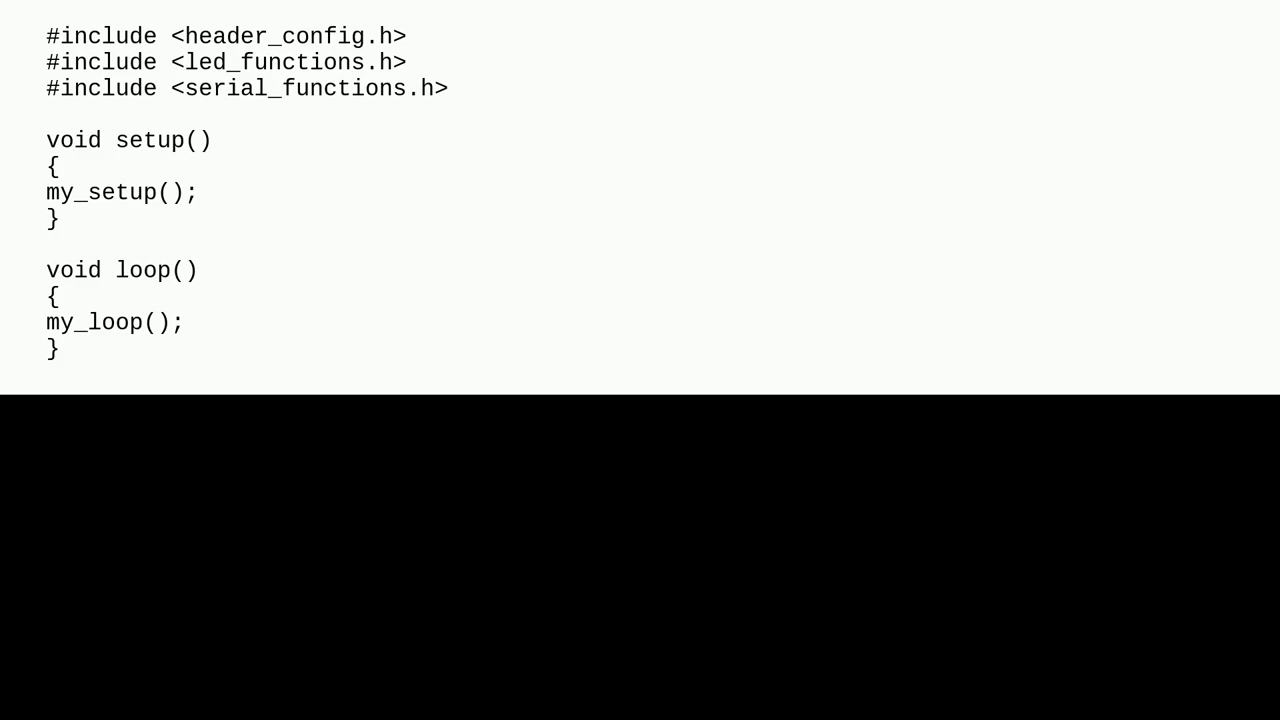 #include <header_config.h>
#include <led_functions.h>
#include <serial_functions.h>
void setup()
{
my_setup();
}
void loop()
{
my_loop();
}